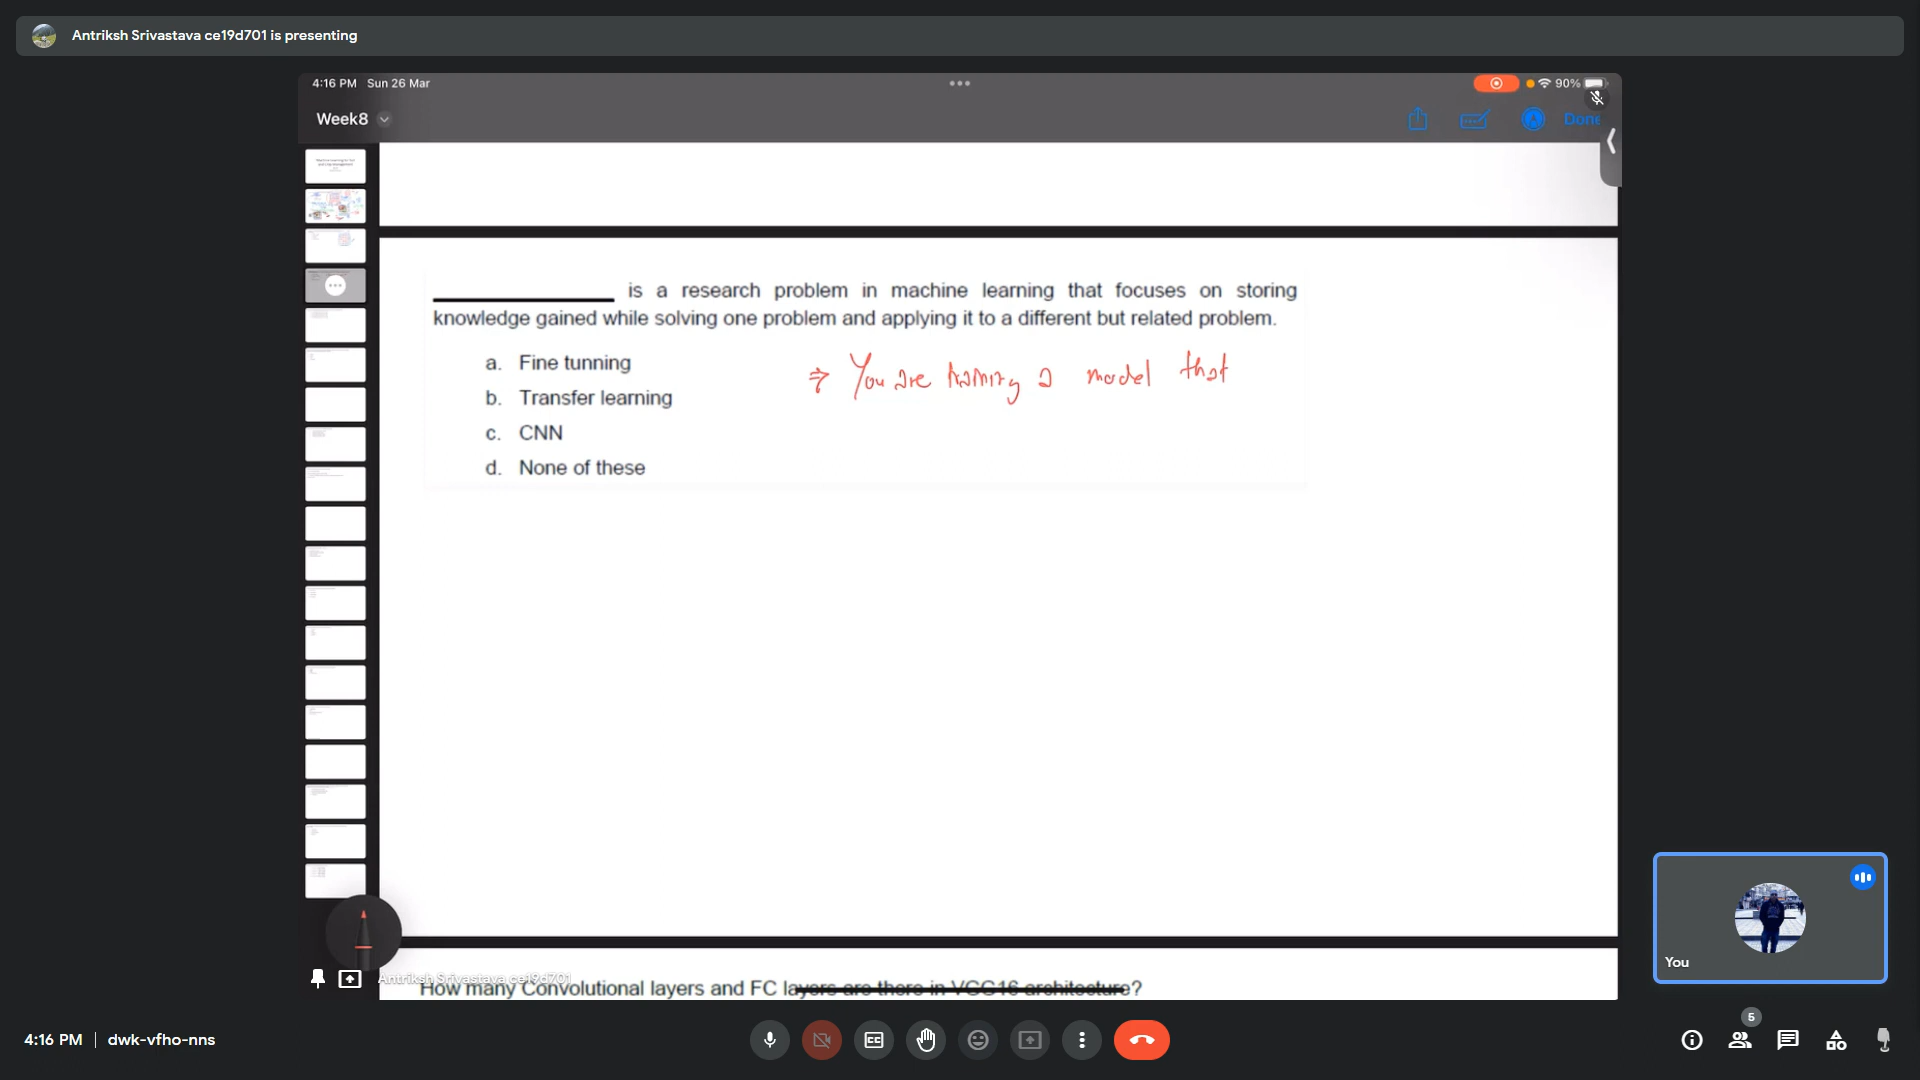 Antriksh Srivastava ce19d701 is presenting
4:16 PM Sun 26 Mar
90%
Week8
Done
is a research problem in machine learning that focuses on storing
knowledge gained while solving one problem and applying it to a different but related problem.
a. Fine tunning
b. Transfer learning
c. CNN
d. None of these
⇒ You are training a model that
Antriksh Srivastava ce19d701
How many Convolutional layers and FC layers are there in VGG16 architecture?
You
4:16 PM | dwk-vfho-nns
5